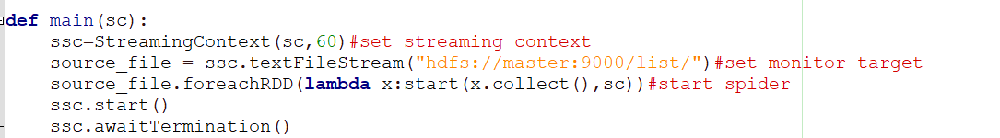 def main(sc):
    ssc=StreamingContext(sc,60)#set streaming context
    source_file = ssc.textFileStream("hdfs://master:9000/list/")#set monitor target
    source_file.foreachRDD(lambda x:start(x.collect(),sc))#start spider
    ssc.start()
    ssc.awaitTermination()